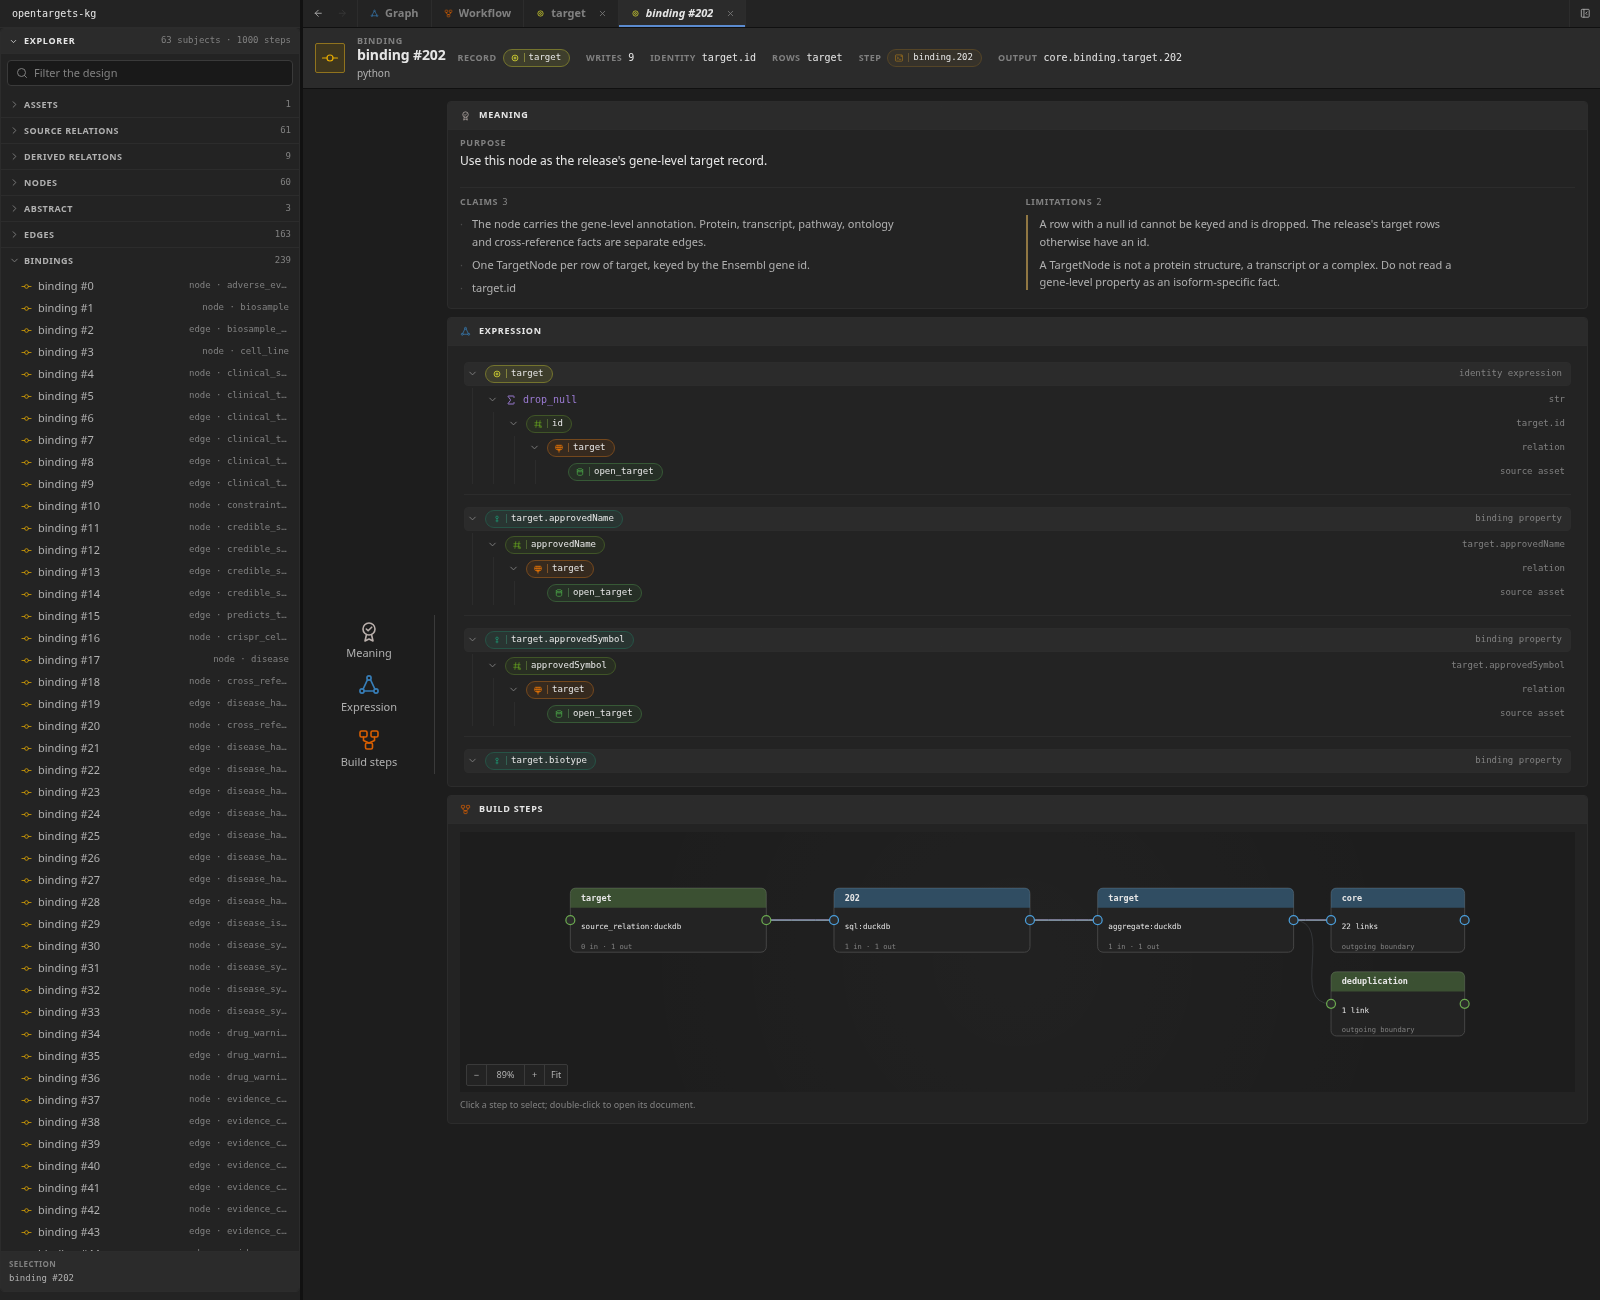 opentargets-kg
EXPLORER 63 subjects · 1000 steps
Filter the design
ASSETS 1
SOURCE RELATIONS 61
DERIVED RELATIONS 9
NODES 60
ABSTRACT 3
EDGES 163
BINDINGS 239
binding #0 node · adverse_ev…
binding #1 node · biosample
binding #2 edge · biosample_…
binding #3 node · cell_line
binding #4 node · clinical_s…
binding #5 node · clinical_t…
binding #6 edge · clinical_t…
binding #7 edge · clinical_t…
binding #8 edge · clinical_t…
binding #9 edge · clinical_t…
binding #10 node · constraint…
binding #11 node · credible_s…
binding #12 edge · credible_s…
binding #13 edge · credible_s…
binding #14 edge · credible_s…
binding #15 edge · predicts_t…
binding #16 node · crispr_cel…
binding #17 node · disease
binding #18 node · cross_refe…
binding #19 edge · disease_ha…
binding #20 node · cross_refe…
binding #21 edge · disease_ha…
binding #22 edge · disease_ha…
binding #23 edge · disease_ha…
binding #24 edge · disease_ha…
binding #25 edge · disease_ha…
binding #26 edge · disease_ha…
binding #27 edge · disease_ha…
binding #28 edge · disease_ha…
binding #29 edge · disease_is…
binding #30 node · disease_sy…
binding #31 node · disease_sy…
binding #32 node · disease_sy…
binding #33 node · disease_sy…
binding #34 node · drug_warni…
binding #35 edge · drug_warni…
binding #36 node · drug_warni…
binding #37 node · evidence_c…
binding #38 edge · evidence_c…
binding #39 edge · evidence_c…
binding #40 edge · evidence_c…
binding #41 edge · evidence_c…
binding #42 node · evidence_c…
binding #43 edge · evidence_c…
SELECTION
binding #202
Graph Workflow target × binding #202 ×
BINDING
binding #202
python
RECORD target WRITES 9 IDENTITY target.id ROWS target STEP binding.202 OUTPUT core.binding.target.202
Meaning
Expression
Build steps
MEANING
PURPOSE
Use this node as the release's gene-level target record.
CLAIMS 3
· The node carries the gene-level annotation. Protein, transcript, pathway, ontology
and cross-reference facts are separate edges.
· One TargetNode per row of target, keyed by the Ensembl gene id.
· target.id
LIMITATIONS 2
A row with a null id cannot be keyed and is dropped. The release's target rows
otherwise have an id.
A TargetNode is not a protein structure, a transcript or a complex. Do not read a
gene-level property as an isoform-specific fact.
EXPRESSION
target identity expression
drop_null str
id target.id
target relation
open_target source asset
target.approvedName binding property
approvedName target.approvedName
target relation
open_target source asset
target.approvedSymbol binding property
approvedSymbol target.approvedSymbol
target relation
open_target source asset
target.biotype binding property
BUILD STEPS
target
source_relation:duckdb
0 in · 1 out
202
sql:duckdb
1 in · 1 out
target
aggregate:duckdb
1 in · 1 out
core
22 links
outgoing boundary
deduplication
1 link
outgoing boundary
− 89% + Fit
Click a step to select; double-click to open its document.